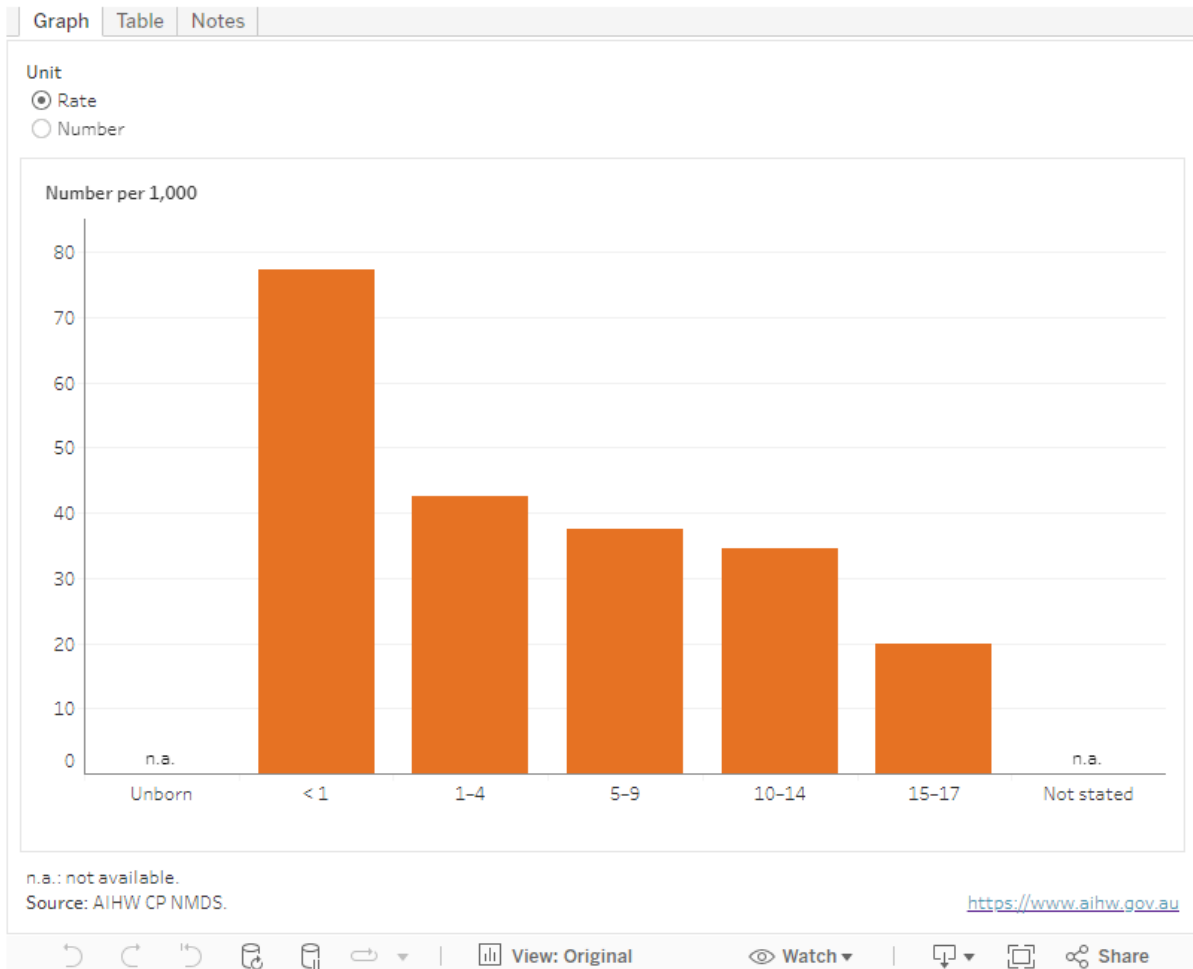 Graph Table Notes
Unit
Rate
Number
Number per 1,000
80
70
60
50
40
30
20
10
0
n.a. n.a.
Unborn < 1 1–4 5–9 10–14 15–17 Not stated
n.a.: not available.
Source: AIHW CP NMDS. https://www.aihw.gov.au
View: Original Watch Share